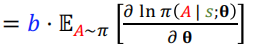 = b · 𝔼_{A∼π} [ ∂ ln π(A | s;θ) / ∂ θ ]